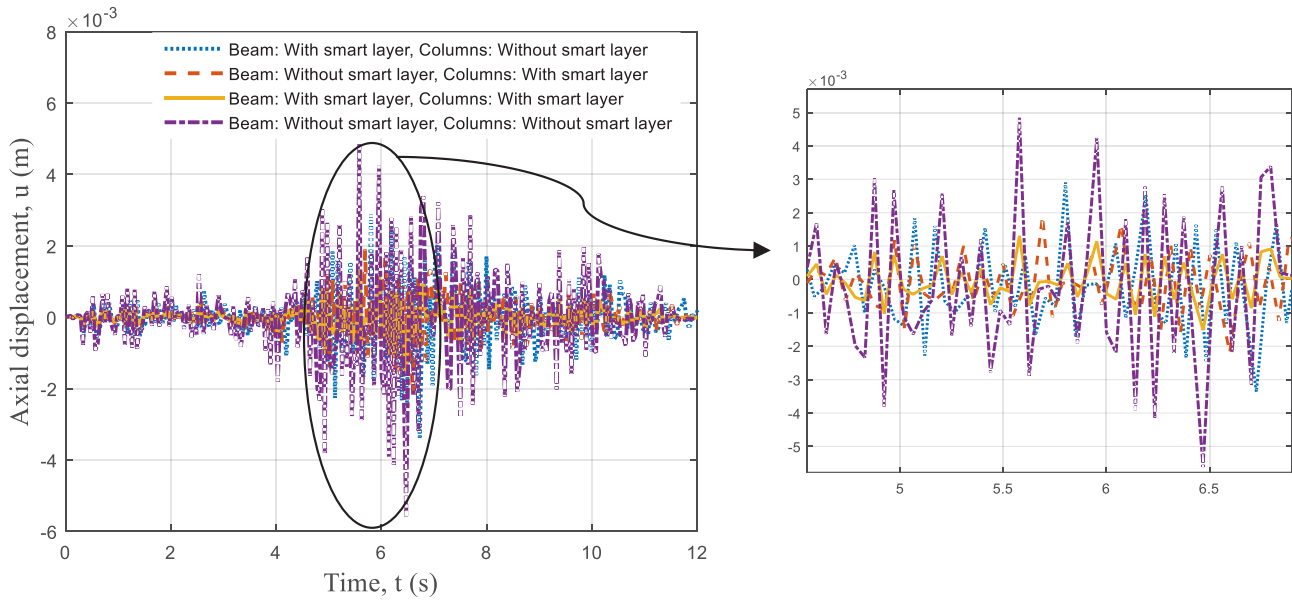 ×10⁻³
8
6
4
2
0
-2
-4
-6
0 2 4 6 8 10 12
Axial displacement, u (m)
Time, t (s)
Beam: With smart layer, Columns: Without smart layer
Beam: Without smart layer, Columns: With smart layer
Beam: With smart layer, Columns: With smart layer
Beam: Without smart layer, Columns: Without smart layer
×10⁻³
5
4
3
2
1
0
-1
-2
-3
-4
-5
5 5.5 6 6.5